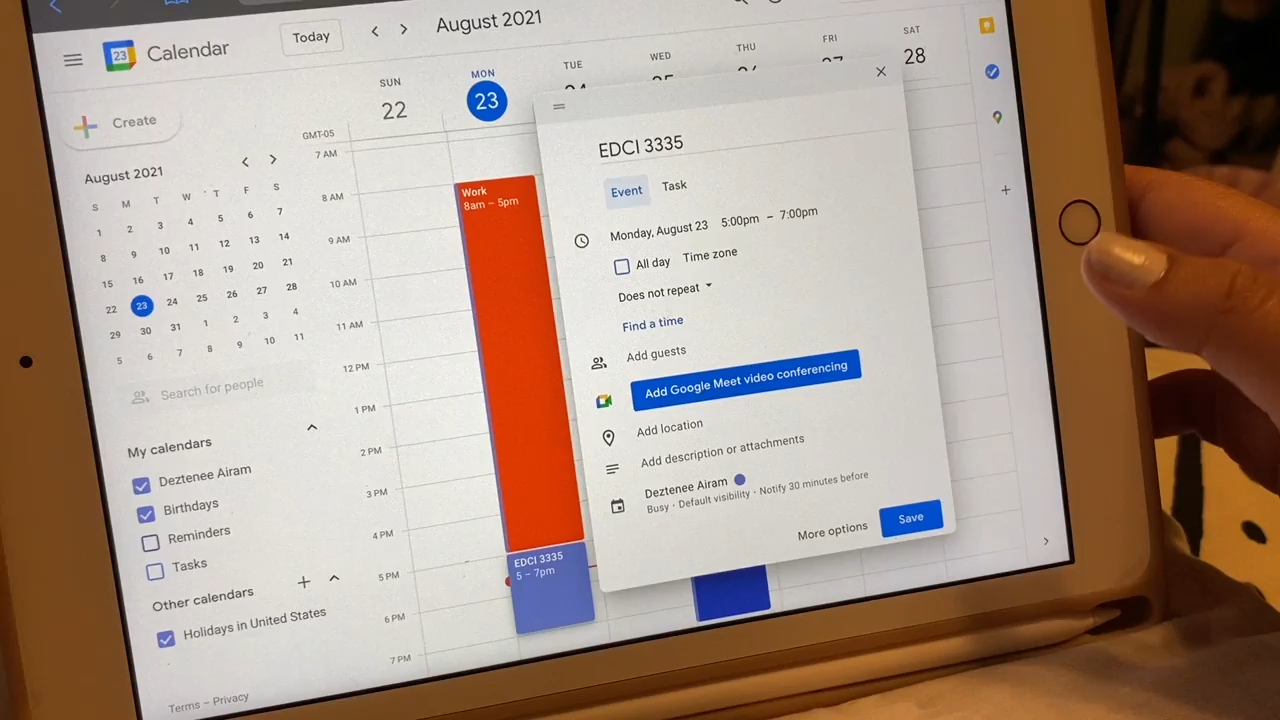 23 Calendar Today August 2021
Create
August 2021
S M T W T F S
1 2 3 4 5 6 7
8 9 10 11 12 13 14
15 16 17 18 19 20 21
22 23 24 25 26 27 28
29 30 31 1 2 3 4
5 6 7 8 9 10 11
Search for people
My calendars
Deztenee Airam
Birthdays
Reminders
Tasks
Other calendars
Holidays in United States
Terms – Privacy
SUN MON TUE WED THU FRI SAT
22 23 28
GMT-05
7 AM
8 AM
9 AM
10 AM
11 AM
12 PM
1 PM
2 PM
3 PM
4 PM
5 PM
6 PM
7 PM
Work
8am – 5pm
EDCI 3335
5 – 7pm
EDCI 3335
Event Task
Monday, August 23 5:00pm – 7:00pm
All day Time zone
Does not repeat
Find a time
Add guests
Add Google Meet video conferencing
Add location
Add description or attachments
Deztenee Airam
Busy · Default visibility · Notify 30 minutes before
More options Save